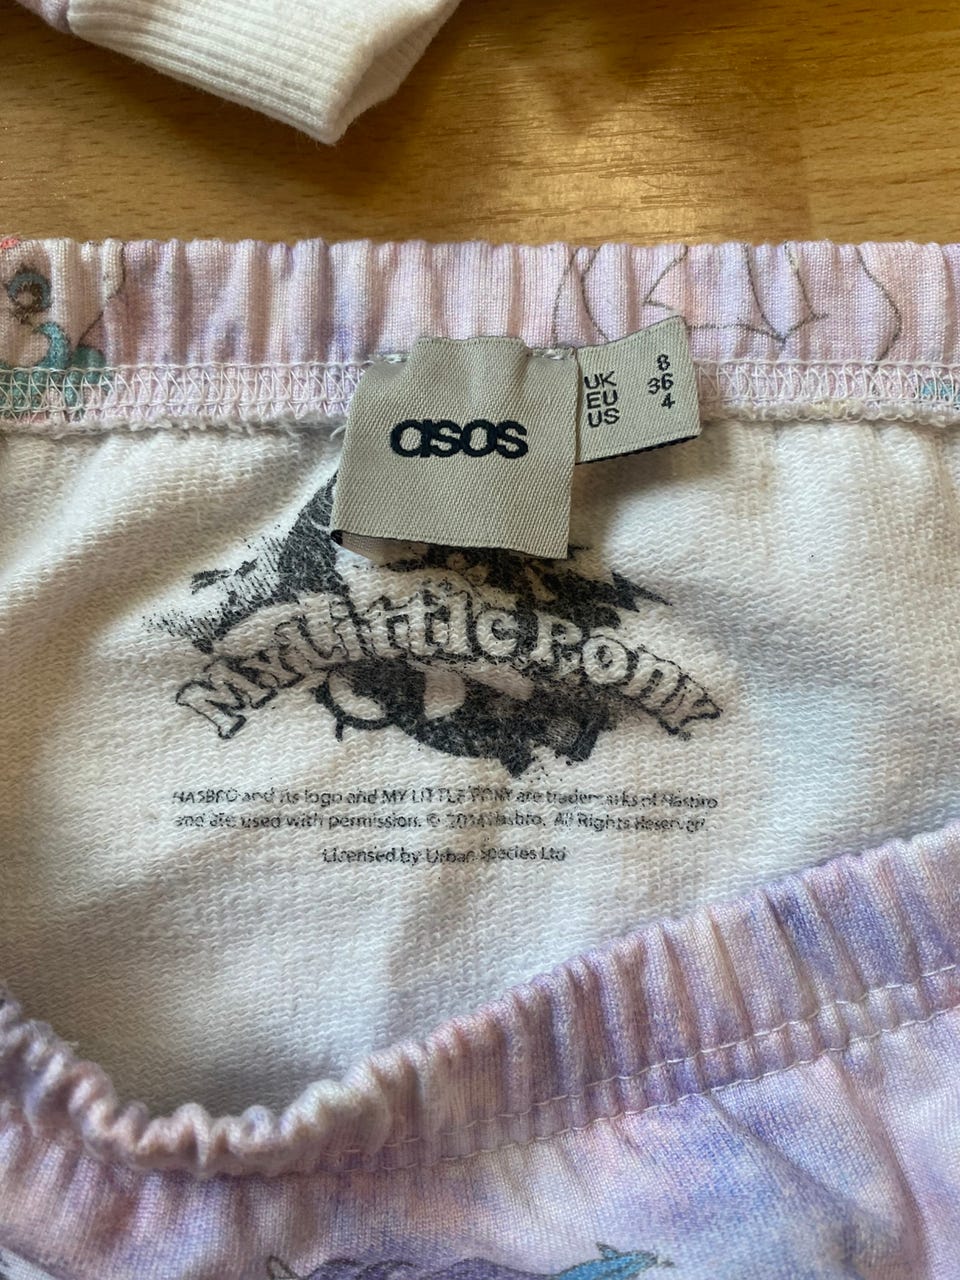 asos
UK 8
EU 36
US 4
My Little Pony
HASBRO and its logo and MY LITTLE PONY are trademarks of Hasbro
and are used with permission. © 2014 Hasbro. All Rights Reserved.
Licensed by Urban Species Ltd